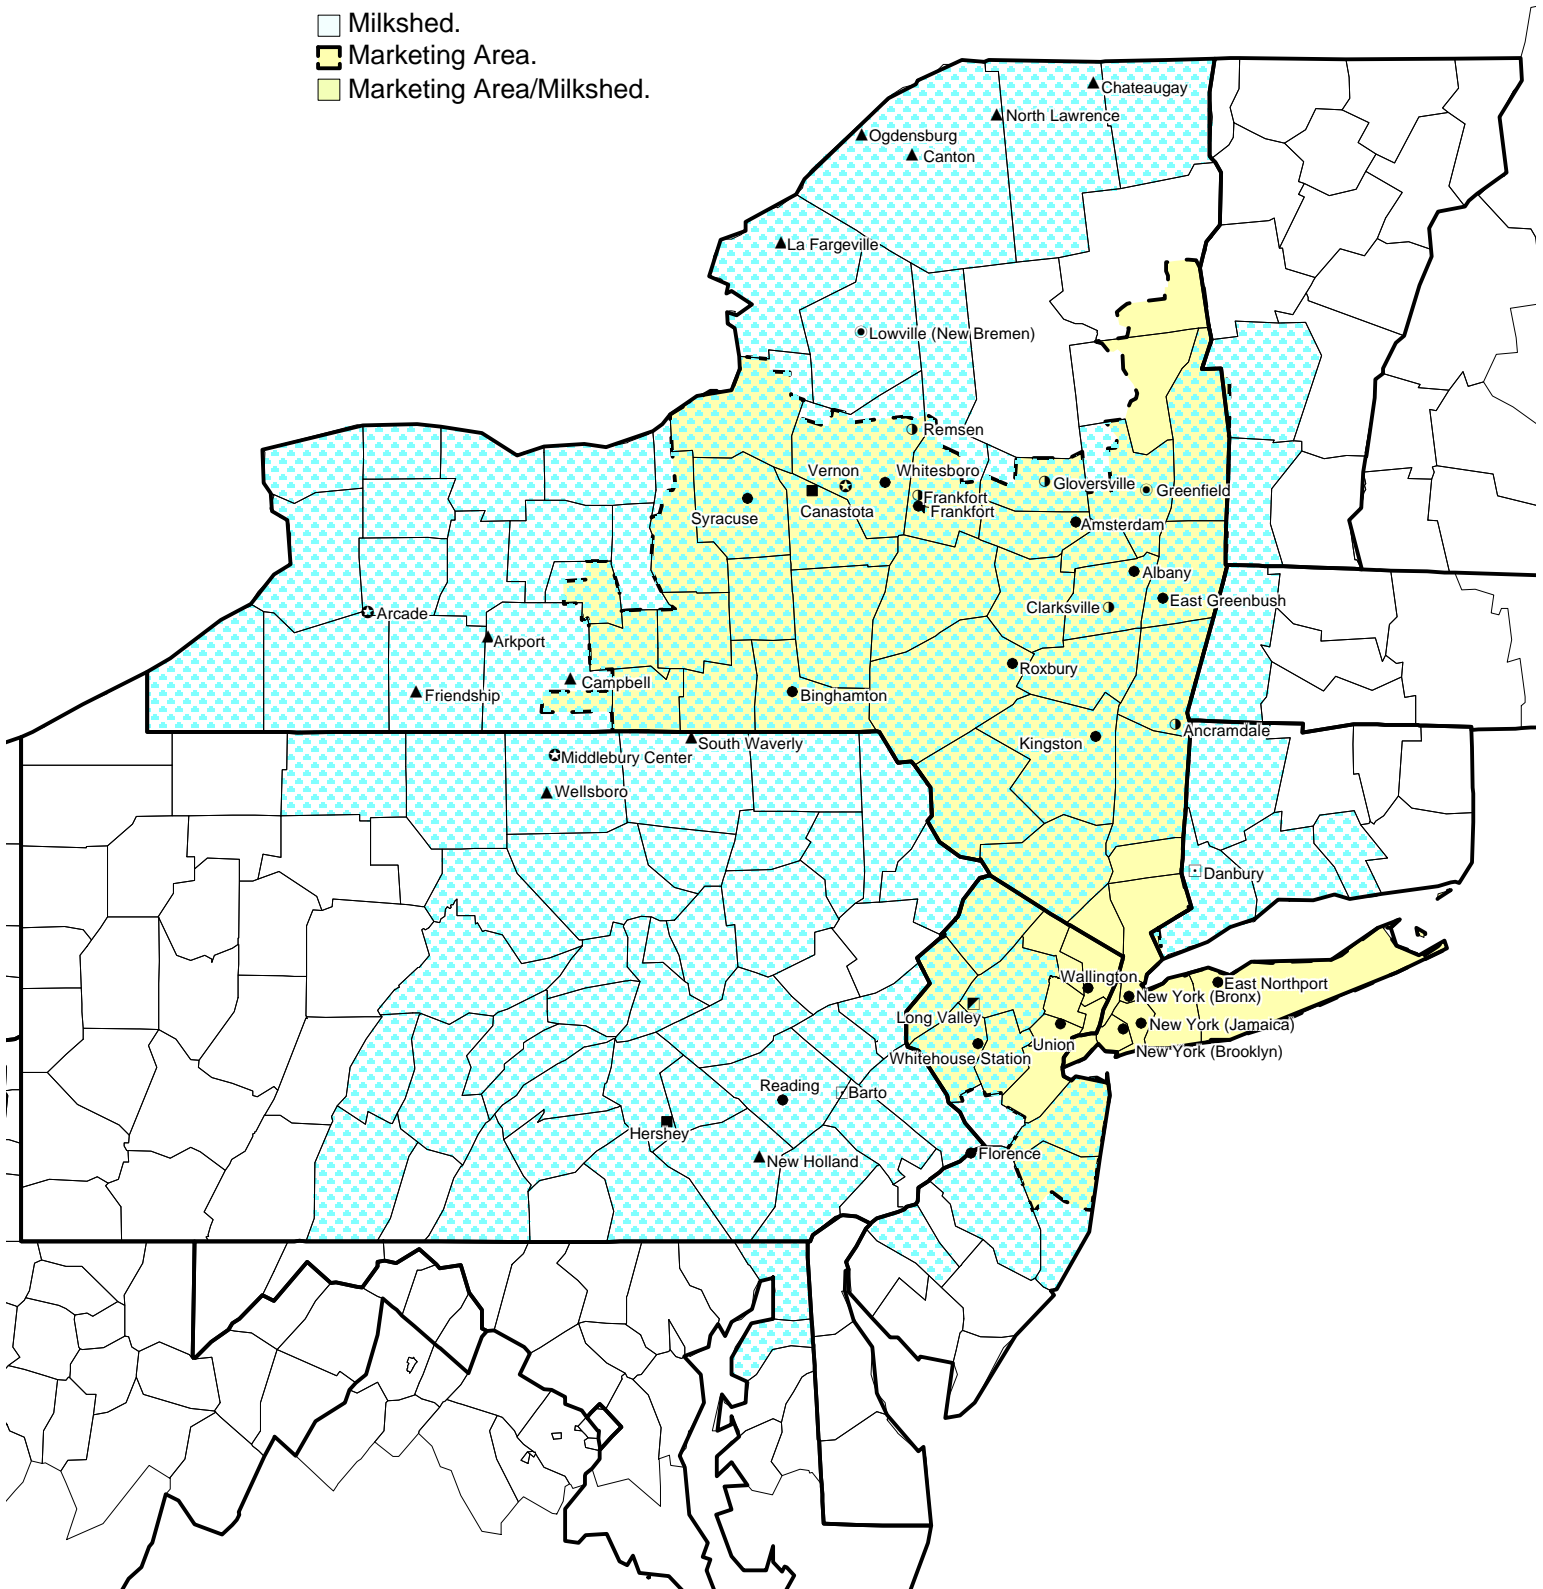 Milkshed.
Marketing Area.
Marketing Area/Milkshed.
Chateaugay
North Lawrence
Ogdensburg
Canton
La Fargeville
Lowville (New Bremen)
Remsen
Vernon
Whitesboro
Gloversville
Greenfield
Frankfort
Canastota
Frankfort
Syracuse
Amsterdam
Albany
East Greenbush
Clarksville
Arcade
Arkport
Roxbury
Campbell
Friendship
Binghamton
Ancramdale
Kingston
South Waverly
Middlebury Center
Wellsboro
Danbury
Wallington
East Northport
New York (Bronx)
Long Valley
New York (Jamaica)
Union
New York (Brooklyn)
Whitehouse Station
Reading
Barto
Hershey
Florence
New Holland